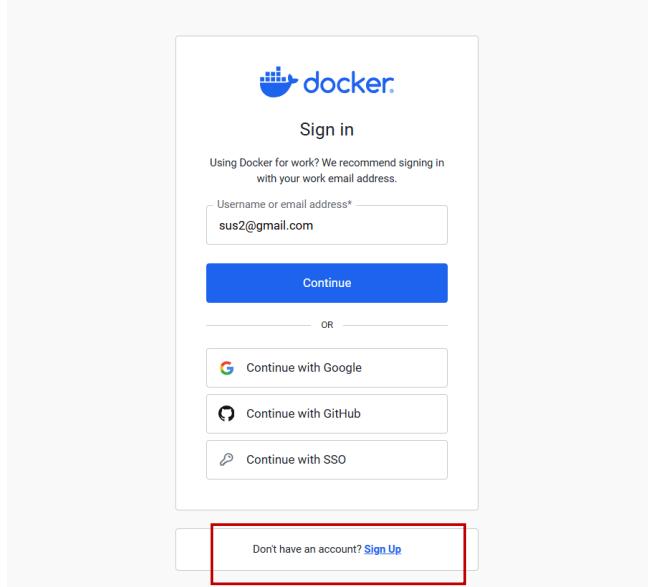 docker
Sign in
Using Docker for work? We recommend signing in
with your work email address.
Username or email address*
sus2@gmail.com
Continue
OR
Continue with Google
Continue with GitHub
Continue with SSO
Don't have an account? Sign Up